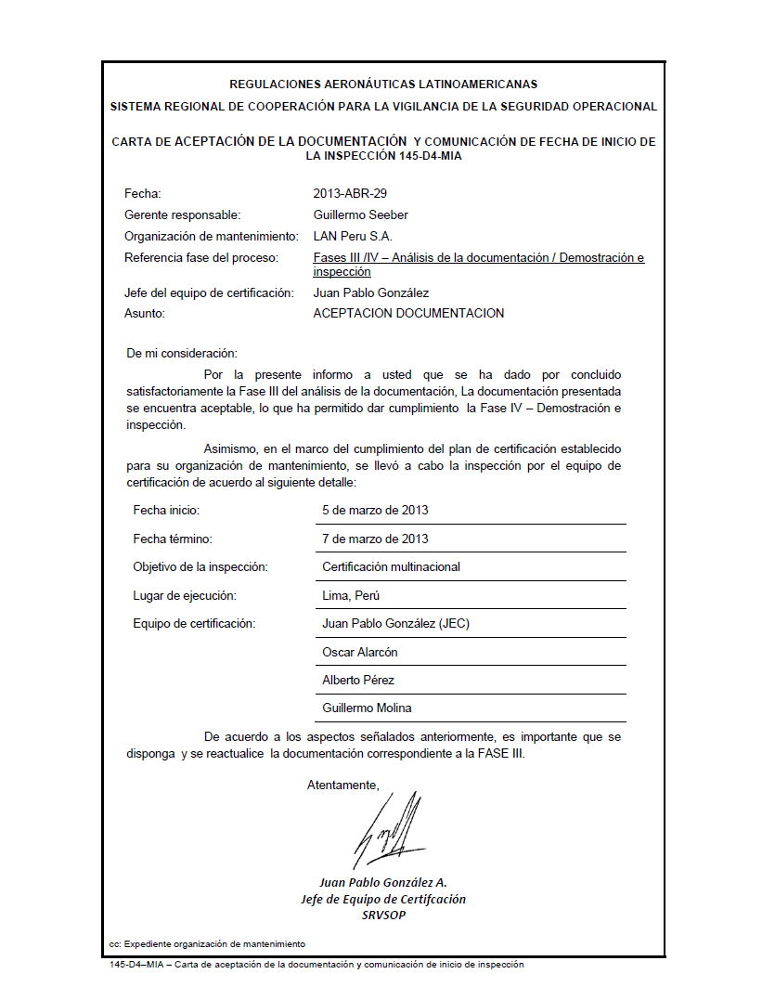 REGULACIONES AERONÁUTICAS LATINOAMERICANAS
SISTEMA REGIONAL DE COOPERACIÓN PARA LA VIGILANCIA DE LA SEGURIDAD OPERACIONAL
CARTA DE ACEPTACIÓN DE LA DOCUMENTACIÓN Y COMUNICACIÓN DE FECHA DE INICIO DE
LA INSPECCIÓN 145-D4-MIA
Fecha: 2013-ABR-29
Gerente responsable: Guillermo Seeber
Organización de mantenimiento: LAN Peru S.A.
Referencia fase del proceso: Fases III /IV – Análisis de la documentación / Demostración e
inspección
Jefe del equipo de certificación: Juan Pablo González
Asunto: ACEPTACION DOCUMENTACION
De mi consideración:
Por la presente informo a usted que se ha dado por concluido
satisfactoriamente la Fase III del análisis de la documentación, La documentación presentada
se encuentra aceptable, lo que ha permitido dar cumplimiento la Fase IV – Demostración e
inspección.
Asimismo, en el marco del cumplimiento del plan de certificación establecido
para su organización de mantenimiento, se llevó a cabo la inspección por el equipo de
certificación de acuerdo al siguiente detalle:
Fecha inicio: 5 de marzo de 2013
Fecha término: 7 de marzo de 2013
Objetivo de la inspección: Certificación multinacional
Lugar de ejecución: Lima, Perú
Equipo de certificación: Juan Pablo González (JEC)
Oscar Alarcón
Alberto Pérez
Guillermo Molina
De acuerdo a los aspectos señalados anteriormente, es importante que se
disponga y se reactualice la documentación correspondiente a la FASE III.
Atentamente,
Juan Pablo González A.
Jefe de Equipo de Certifcación
SRVSOP
cc: Expediente organización de mantenimiento
145-D4–MIA – Carta de aceptación de la documentación y comunicación de inicio de inspección